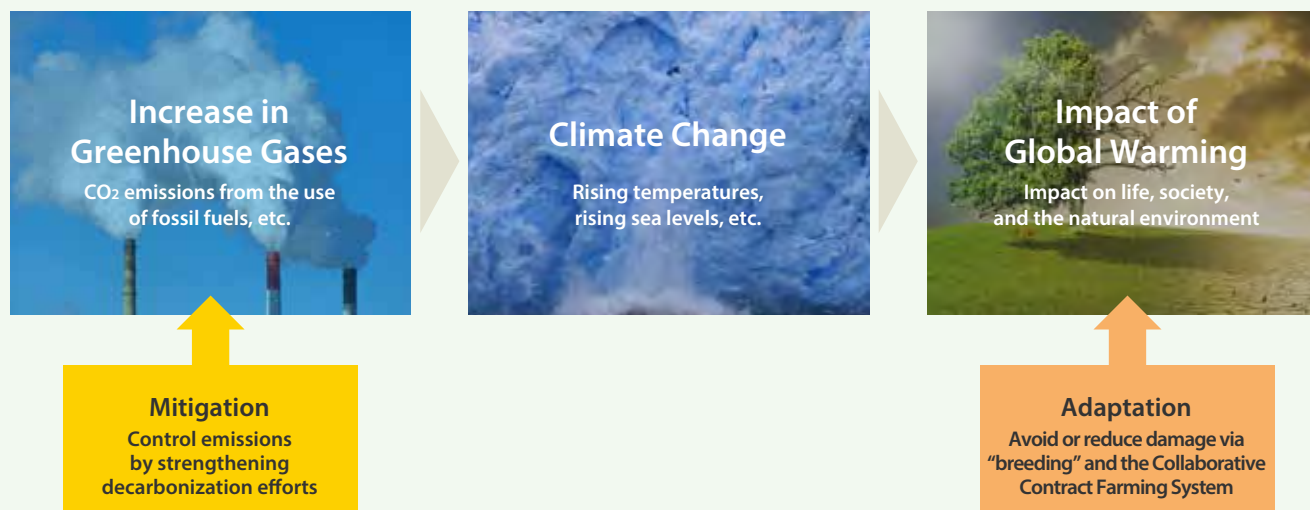 Increase in
Greenhouse Gases
CO2 emissions from the use
of fossil fuels, etc.
Climate Change
Rising temperatures,
rising sea levels, etc.
Impact of
Global Warming
Impact on life, society,
and the natural environment
Mitigation
Control emissions
by strengthening
decarbonization efforts
Adaptation
Avoid or reduce damage via
“breeding” and the Collaborative
Contract Farming System